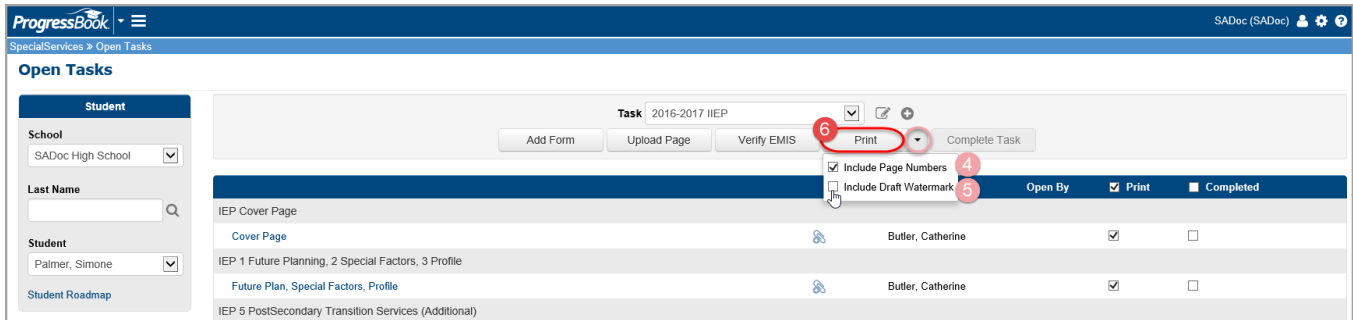 ProgressBook
SADoc (SADoc)
SpecialServices » Open Tasks
Open Tasks
Student
School
SADoc High School
Last Name
Student
Palmer, Simone
Student Roadmap
Task 2016-2017 IIEP
Add Form Upload Page Verify EMIS 6 Print Complete Task
Include Page Numbers 4
Include Draft Watermark 5
Open By Print Completed
IEP Cover Page
Cover Page Butler, Catherine
IEP 1 Future Planning, 2 Special Factors, 3 Profile
Future Plan, Special Factors, Profile Butler, Catherine
IEP 5 PostSecondary Transition Services (Additional)